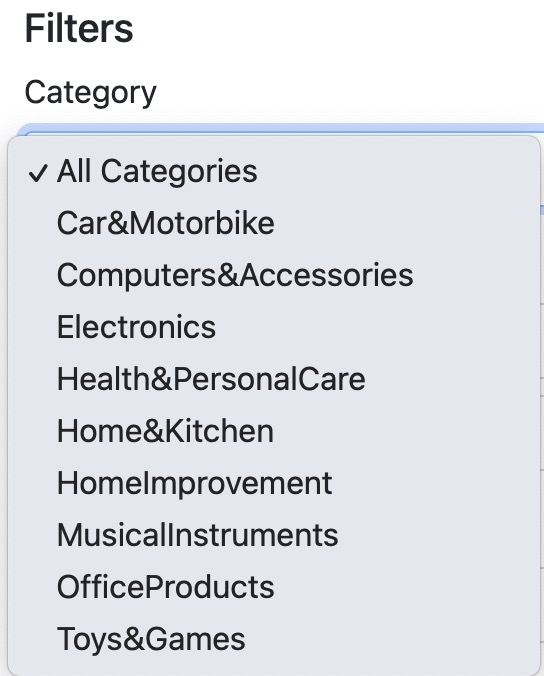 Filters
Category
✓ All Categories
Car&Motorbike
Computers&Accessories
Electronics
Health&PersonalCare
Home&Kitchen
HomeImprovement
MusicalInstruments
OfficeProducts
Toys&Games